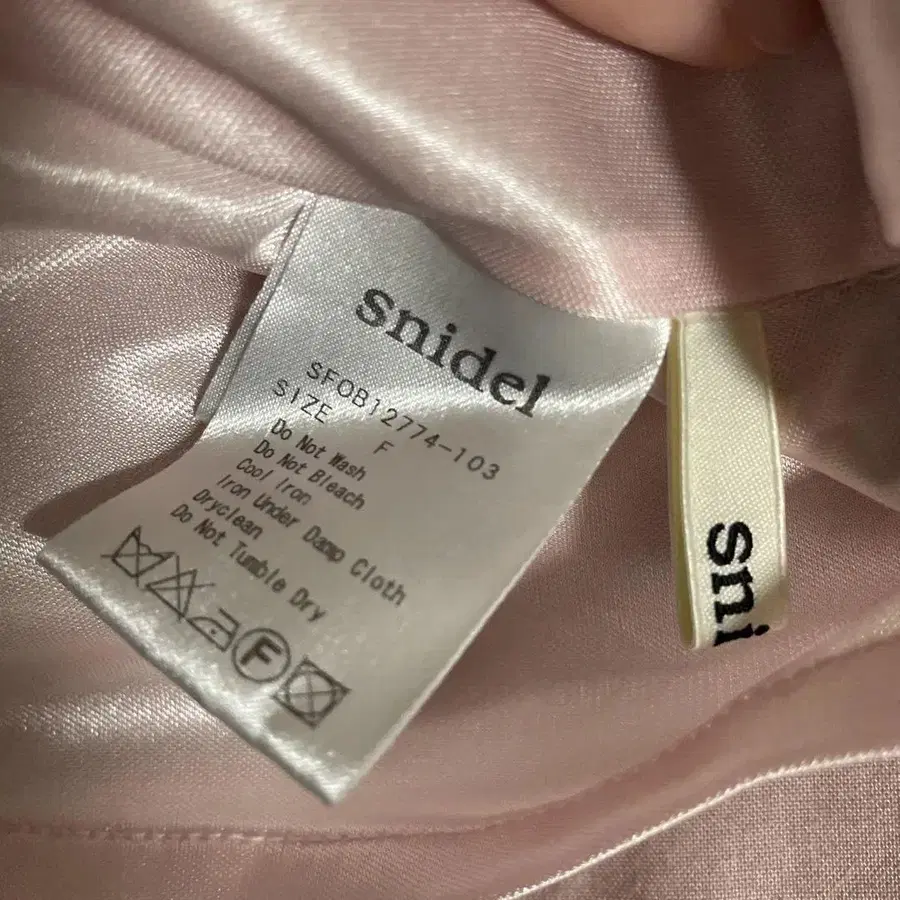 snidel
SFOB12774-103
SIZE F
Do Not Wash
Do Not Bleach
Cool Iron
Iron Under Damp Cloth
Dryclean
Do Not Tumble Dry
F
sni